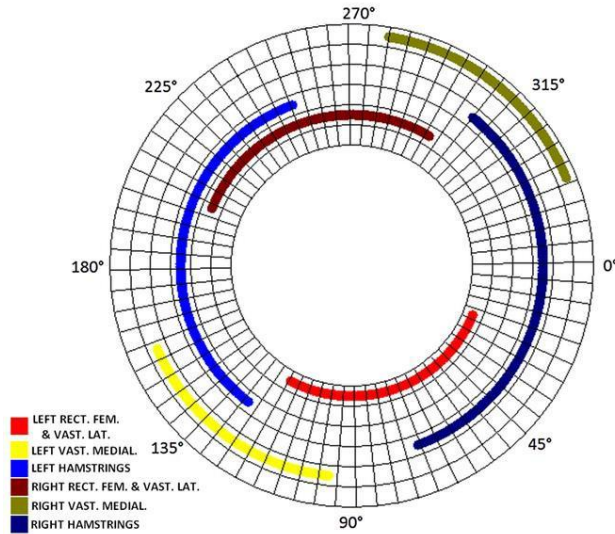 270°
225°
315°
180°
0°
LEFT RECT. FEM.
& VAST. LAT.
LEFT VAST. MEDIAL.
LEFT HAMSTRINGS
RIGHT RECT. FEM. & VAST. LAT.
RIGHT VAST. MEDIAL.
RIGHT HAMSTRINGS
135°
45°
90°